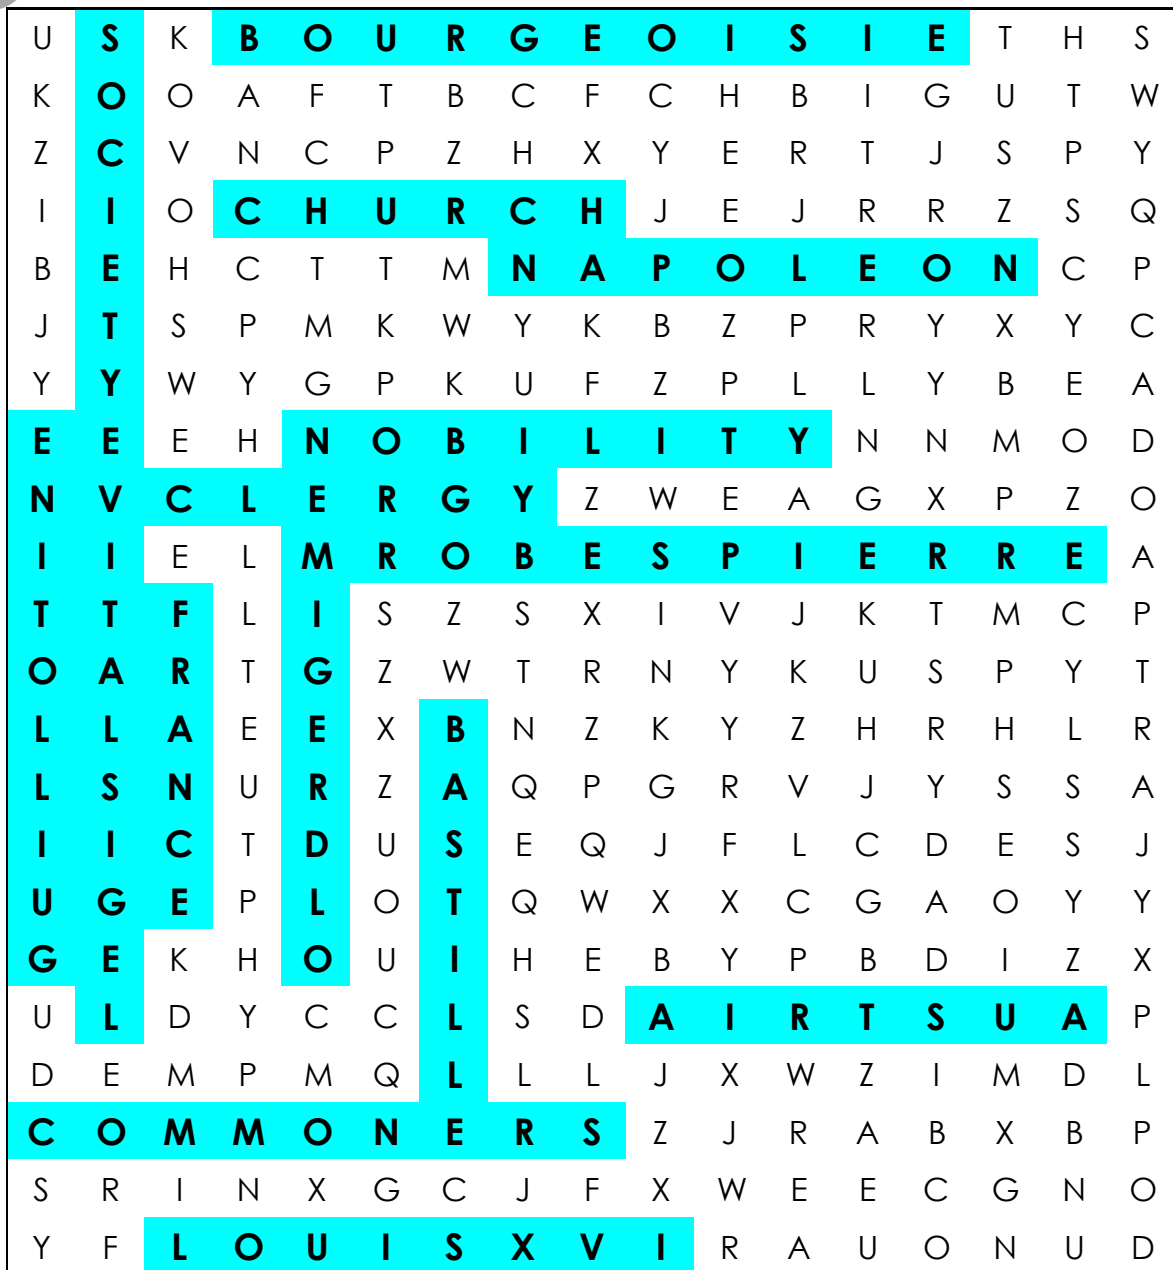 U S K B O U R G E O I S I E T H S
K O O A F T B C F C H B I G U T W
Z C V N C P Z H X Y E R T J S P Y
I I O C H U R C H J E J R R Z S Q
B E H C T T M N A P O L E O N C P
J T S P M K W Y K B Z P R Y X Y C
Y Y W Y G P K U F Z P L L Y B E A
E E E H N O B I L I T Y N N M O D
N V C L E R G Y Z W E A G X P Z O
I I E L M R O B E S P I E R R E A
T T F L I S Z S X I V J K T M C P
O A R T G Z W T R N Y K U S P Y T
L L A E E X B N Z K Y Z H R H L R
L S N U R Z A Q P G R V J Y S S A
I I C T D U S E Q J F L C D E S J
U G E P L O T Q W X X C G A O Y Y
G E K H O U I H E B Y P B D I Z X
U L D Y C C L S D A I R T S U A P
D E M P M Q L L L J X W Z I M D L
C O M M O N E R S Z J R A B X B P
S R I N X G C J F X W E E C G N O
Y F L O U I S X V I R A U O N U D